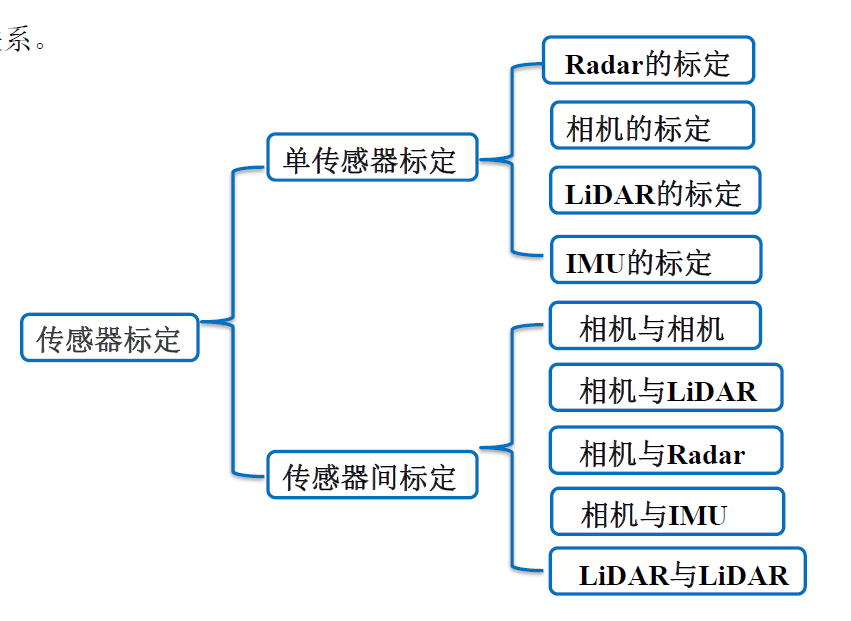 系。
Radar的标定
相机的标定
单传感器标定
LiDAR的标定
IMU的标定
传感器标定
相机与相机
相机与LiDAR
相机与Radar
传感器间标定
相机与IMU
LiDAR与LiDAR